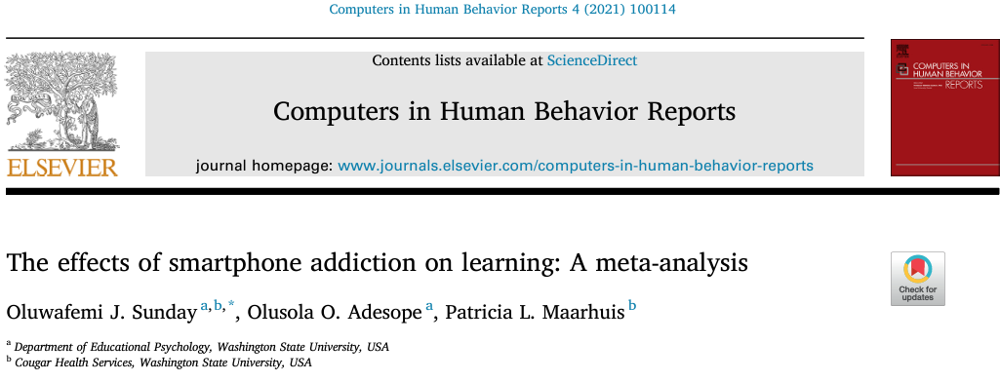 Computers in Human Behavior Reports 4 (2021) 100114
Contents lists available at ScienceDirect
Computers in Human Behavior Reports
journal homepage: www.journals.elsevier.com/computers-in-human-behavior-reports
ELSEVIER
COMPUTERS IN
HUMAN BEHAVIOR
REPORTS
The effects of smartphone addiction on learning: A meta-analysis
Check for
updates
Oluwafemi J. Sunday a,b,*, Olusola O. Adesope a, Patricia L. Maarhuis b
a Department of Educational Psychology, Washington State University, USA
b Cougar Health Services, Washington State University, USA